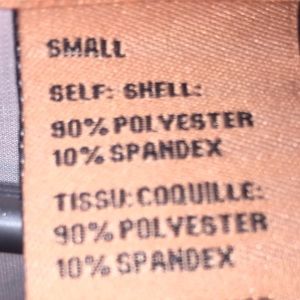 SMALL
SELF: SHELL:
90% POLYESTER
10% SPANDEX
TISSU: COQUILLE:
90% POLYESTER
10% SPANDEX